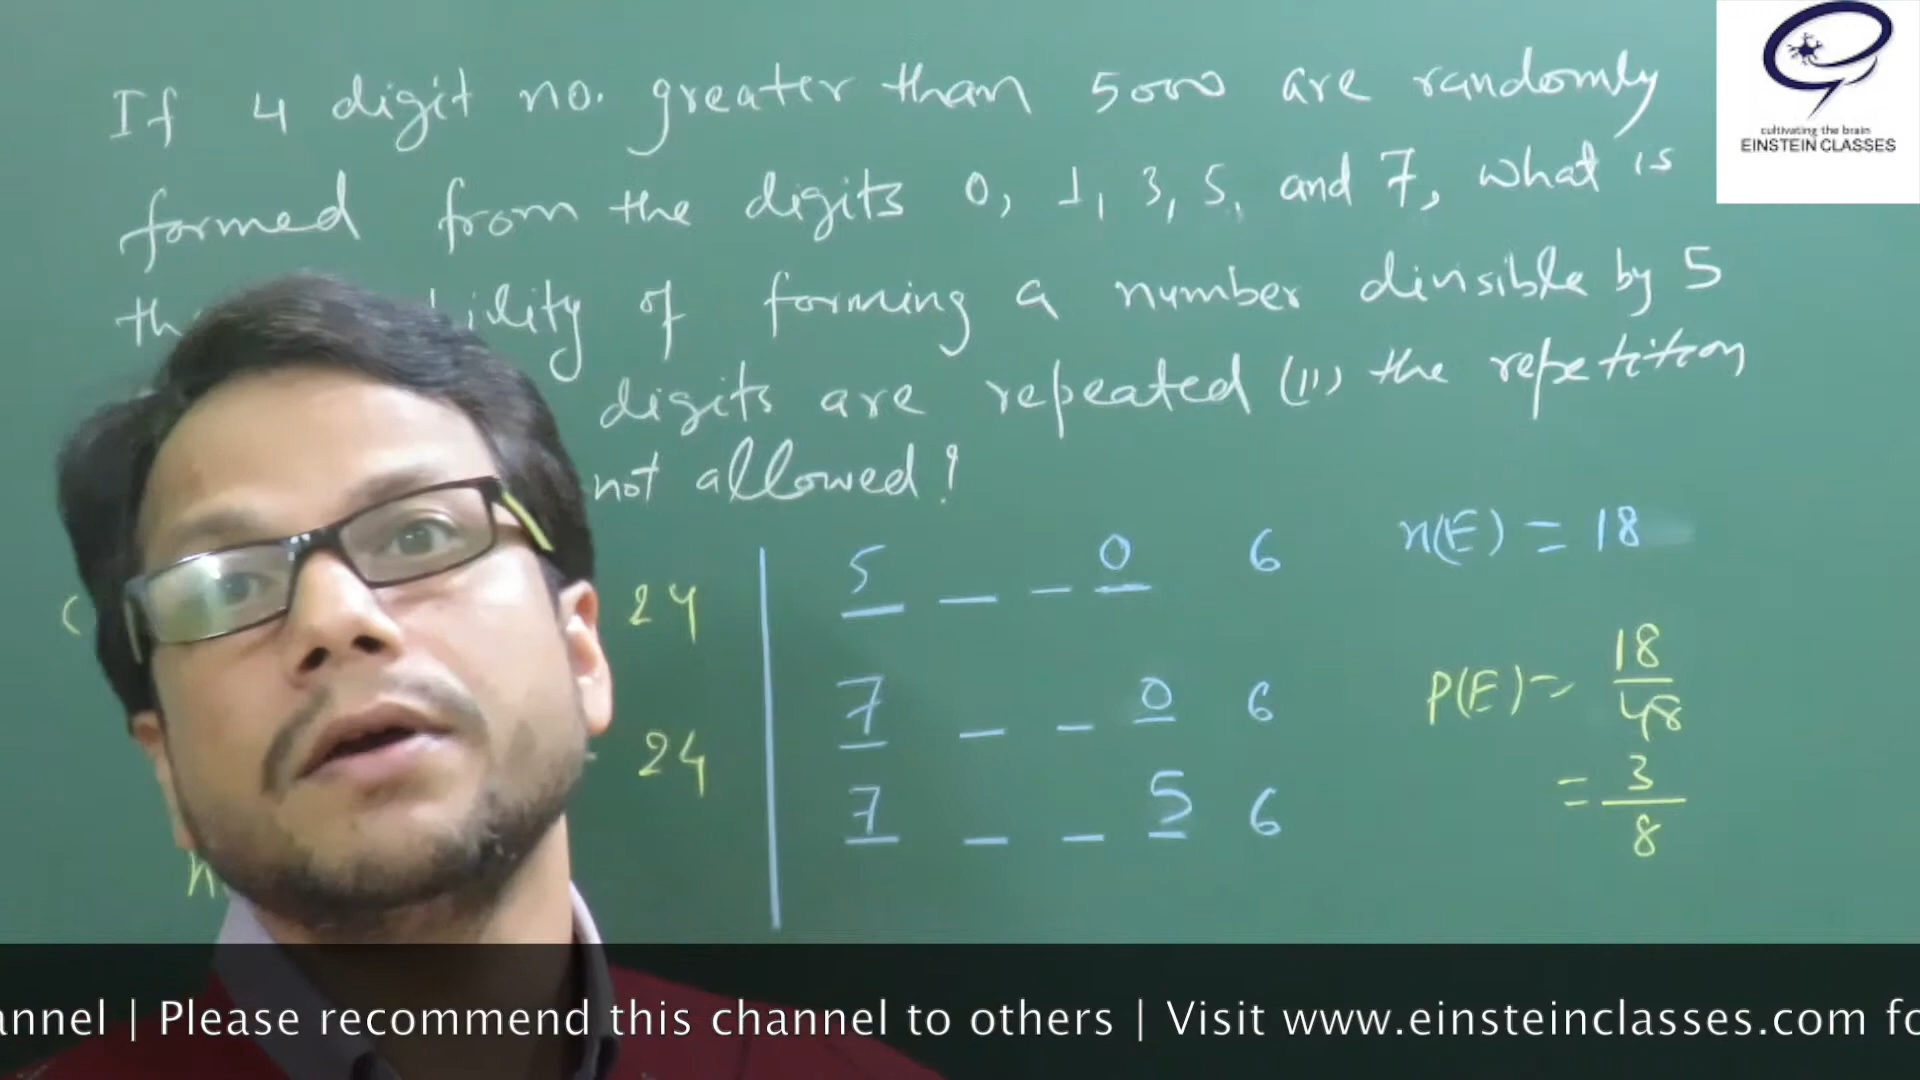 If 4 digit no. greater than 5000 are randomly
formed from the digits 0, 1, 3, 5, and 7, what is
of forming a number divisible by 5
digits are repeated (ii) the repetition
not allowed?
24
5 _ _ 0 6
n(E) = 18
24
7 _ _ 0 6
7 _ _ 5 6
P(E) = 18/48
= 3/8
cultivating the brain
EINSTEIN CLASSES
annel | Please recommend this channel to others | Visit www.einsteinclasses.com fo